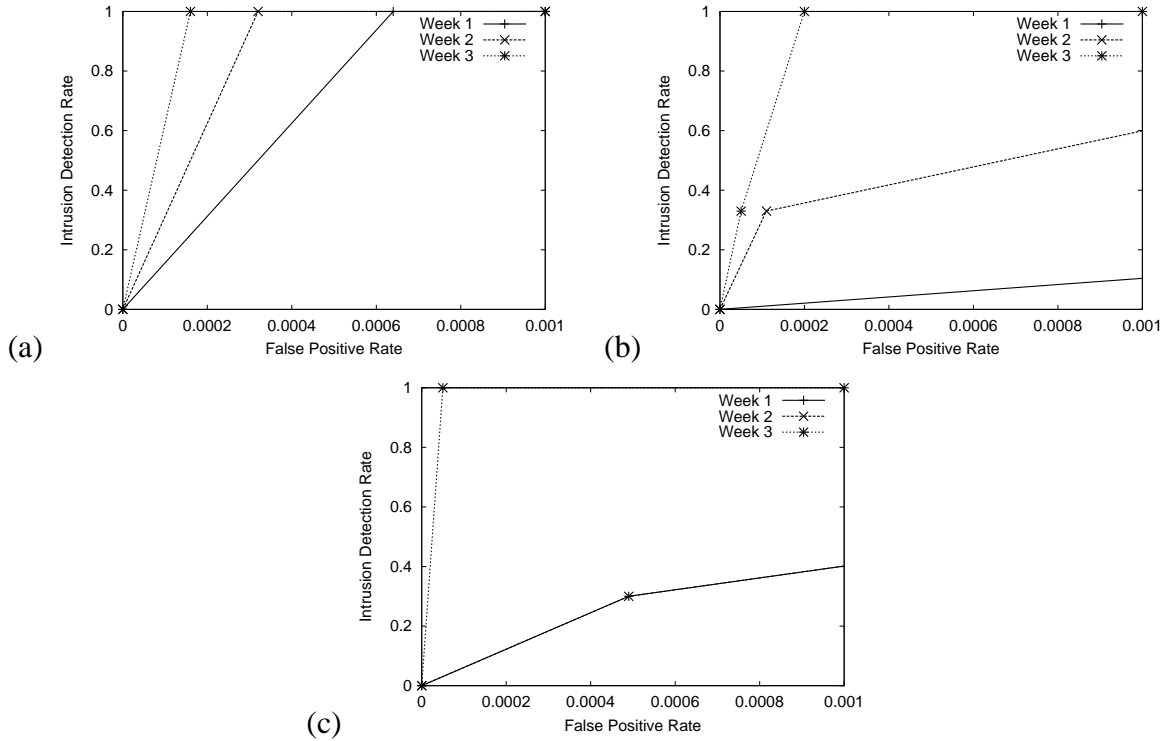 1
0.8
0.6
0.4
0.2
0
Intrusion Detection Rate
Week 1
Week 2
Week 3
0 0.0002 0.0004 0.0006 0.0008 0.001
False Positive Rate
(a)
1
0.8
0.6
0.4
0.2
0
Intrusion Detection Rate
Week 1
Week 2
Week 3
0 0.0002 0.0004 0.0006 0.0008 0.001
False Positive Rate
(b)
1
0.8
0.6
0.4
0.2
0
Intrusion Detection Rate
Week 1
Week 2
Week 3
0 0.0002 0.0004 0.0006 0.0008 0.001
False Positive Rate
(c)